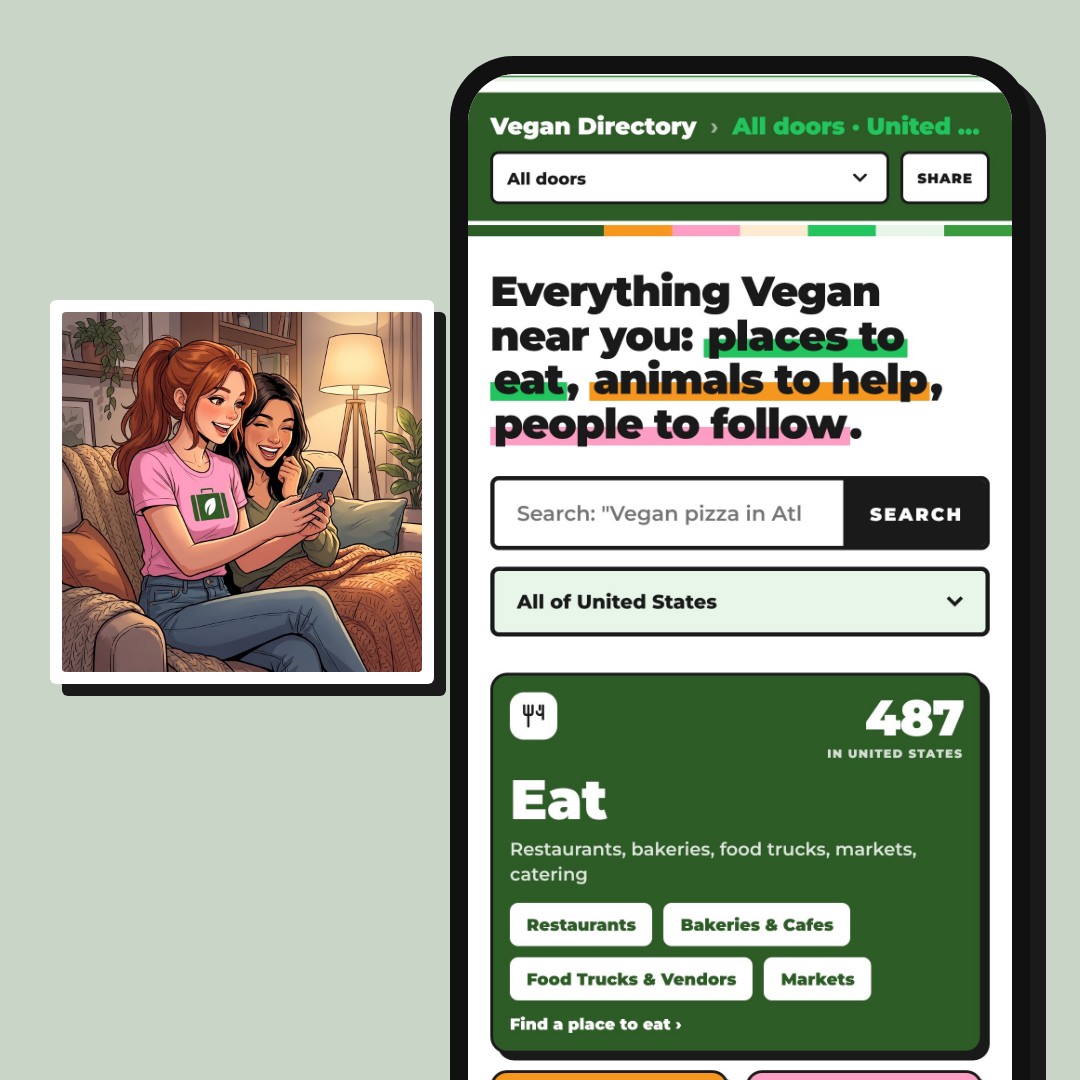 Vegan Directory › All doors · United ...
All doors
SHARE
Everything Vegan
near you: places to
eat, animals to help,
people to follow.
Search: "Vegan pizza in Atl
SEARCH
All of United States
487
IN UNITED STATES
Eat
Restaurants, bakeries, food trucks, markets,
catering
Restaurants
Bakeries & Cafes
Food Trucks & Vendors
Markets
Find a place to eat ›